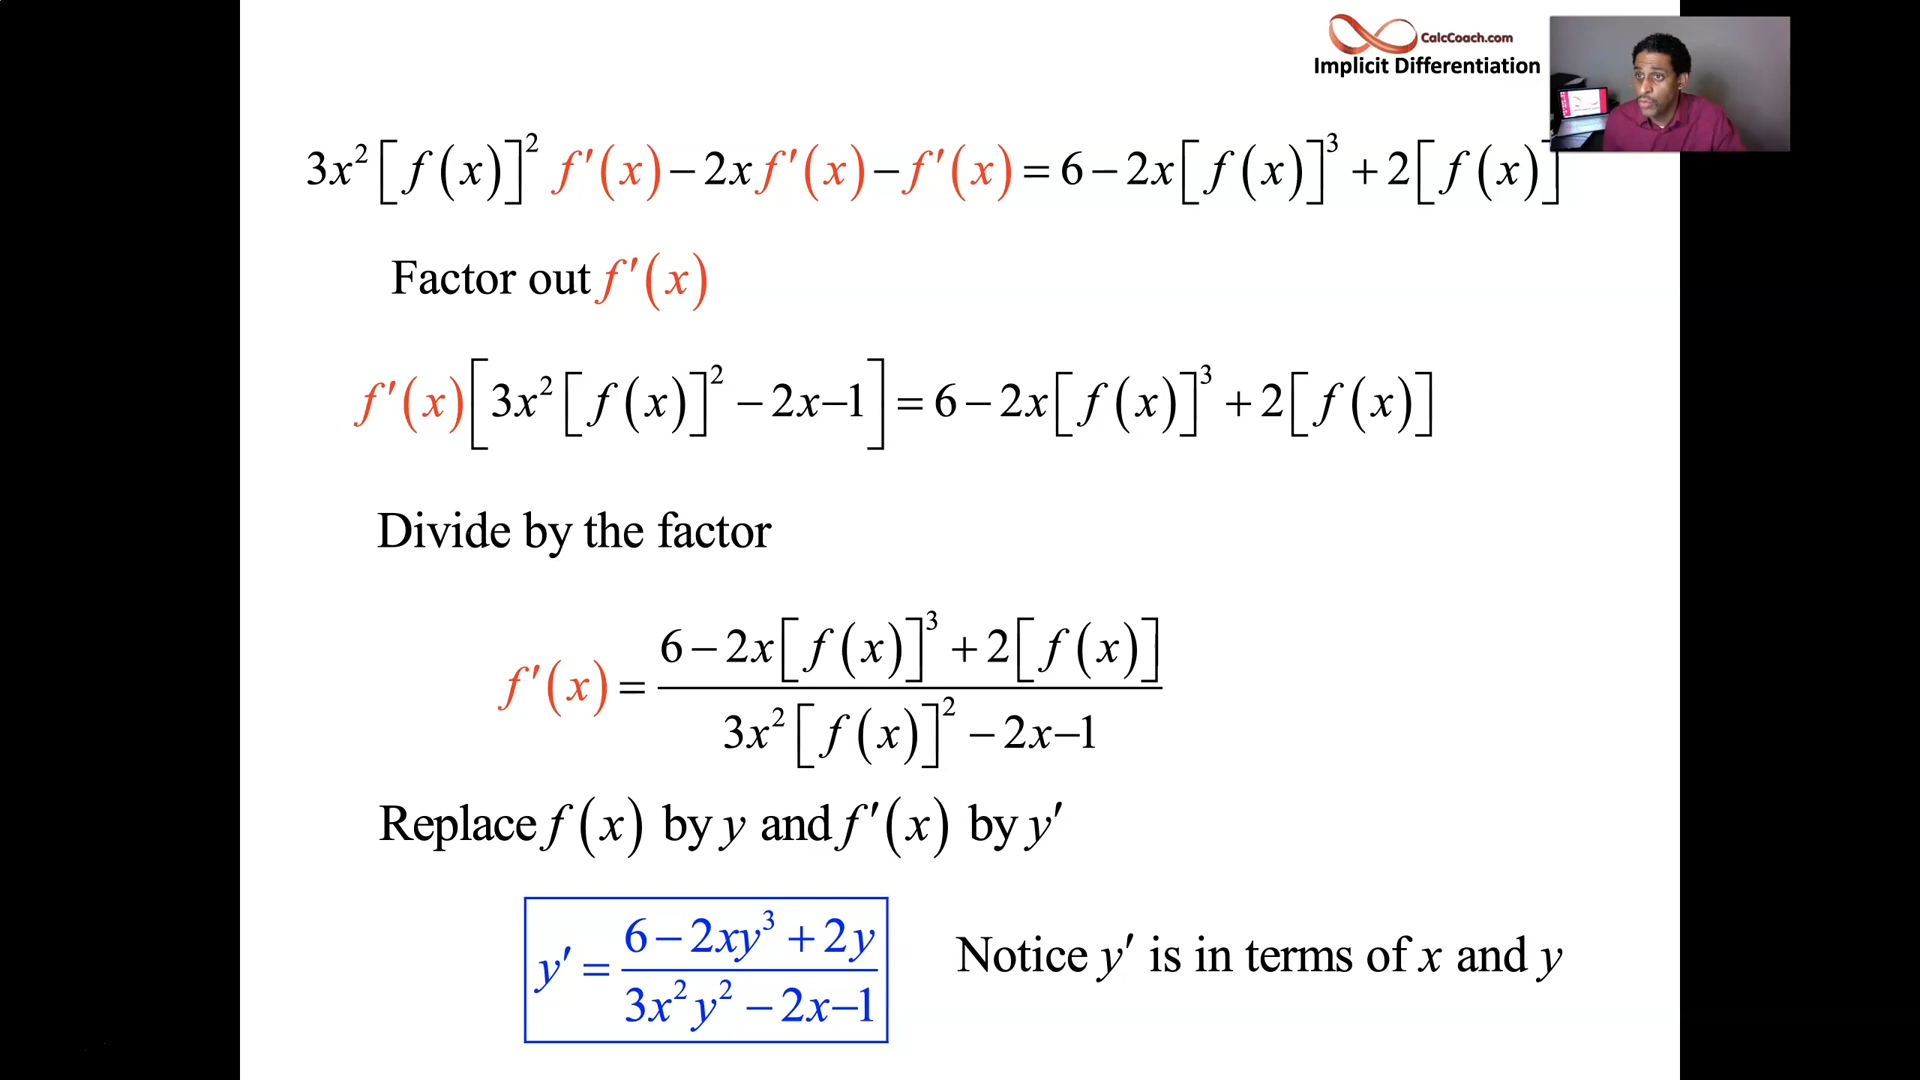 CalcCoach.com
Implicit Differentiation
3x²[f(x)]² f′(x) − 2x f′(x) − f′(x) = 6 − 2x[f(x)]³ + 2[f(x)]
Factor out f′(x)
f′(x)[3x²[f(x)]² − 2x−1] = 6 − 2x[f(x)]³ + 2[f(x)]
Divide by the factor
f′(x) = (6 − 2x[f(x)]³ + 2[f(x)]) / (3x²[f(x)]² − 2x−1)
Replace f(x) by y and f′(x) by y′
y′ = (6 − 2xy³ + 2y) / (3x²y² − 2x−1)
Notice y′ is in terms of x and y